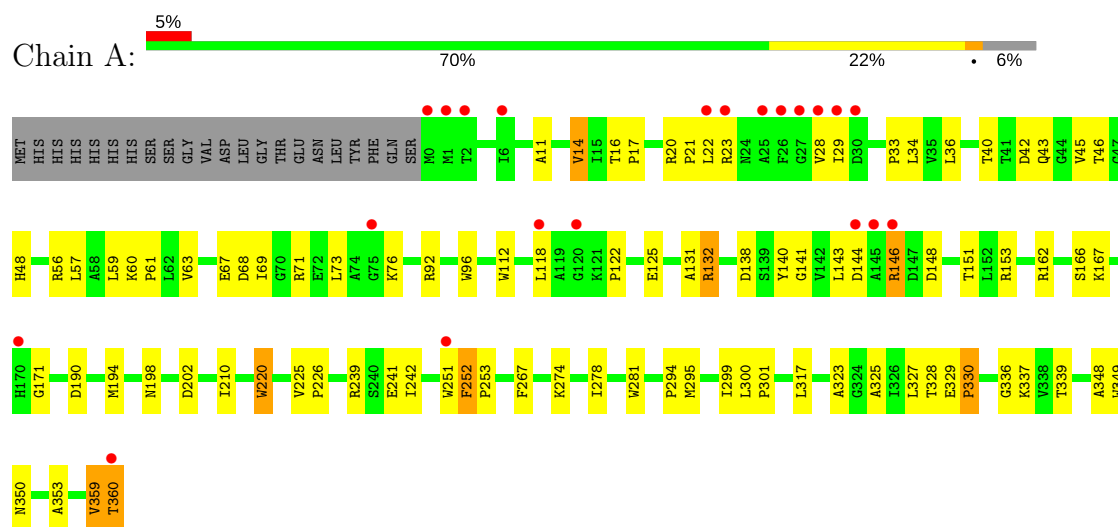 5%
Chain A:
70% 22% • 6%
MET HIS HIS HIS HIS HIS HIS SER SER GLY VAL ASP LEU GLY THR GLU ASN LEU TYR PHE GLN SER M0 M1 T2 I6 A11 V14 I15 T16 P17 R20 P21 L22 R23 N24 A25 F26 G27 V28 I29 D30 P33 L34 V35 L36 T40 T41 D42 Q43 G44 V45 T46 G47
H48 R56 L57 A58 L59 K60 P61 L62 V63 E67 D68 I69 G70 R71 E72 L73 A74 G75 K76 R92 W96 W112 L118 A119 G120 K121 P122 E125 A131 R132 D138 S139 Y140 G141 V142 L143 D144 A145 R146 D147 D148 T151 L152 R153 R162 S166 K167
H170 G171 D190 M194 N198 D202 I210 W220 V225 P226 R239 S240 E241 I242 W251 F252 P253 F267 K274 I278 W281 P294 M295 I299 L300 P301 L317 A323 G324 A325 I326 L327 T328 E329 P330 G336 K337 V338 T339 A348 W349
N350 A353 V359 T360